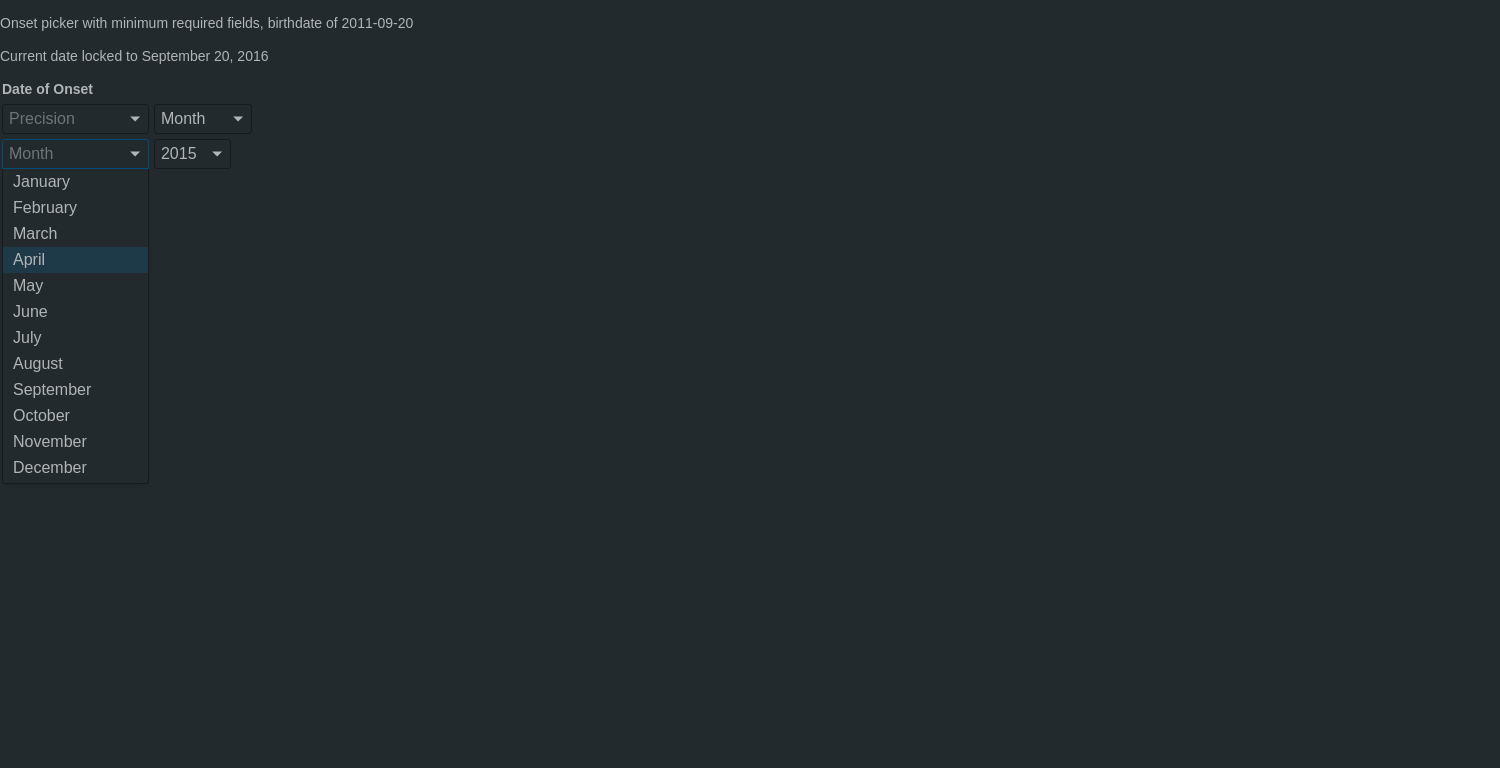 Onset picker with minimum required fields, birthdate of 2011-09-20
Current date locked to September 20, 2016
Date of Onset
Precision Month
Month 2015
January
February
March
April
May
June
July
August
September
October
November
December